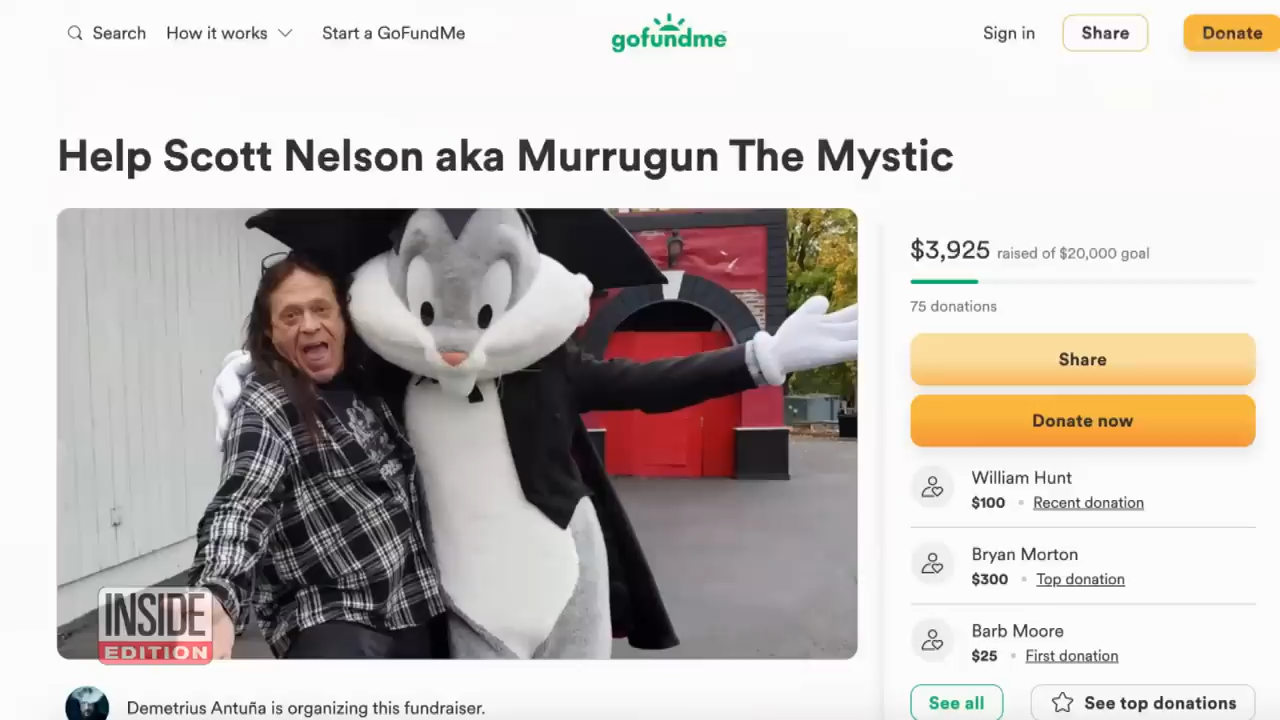 Search
How it works
Start a GoFundMe
gofundme
Sign in
Share
Donate
Help Scott Nelson aka Murrugun The Mystic
$3,925 raised of $20,000 goal
75 donations
Share
Donate now
William Hunt
$100 • Recent donation
Bryan Morton
$300 • Top donation
Barb Moore
$25 • First donation
See all
See top donations
INSIDE
EDITION
Demetrius Antuña is organizing this fundraiser.